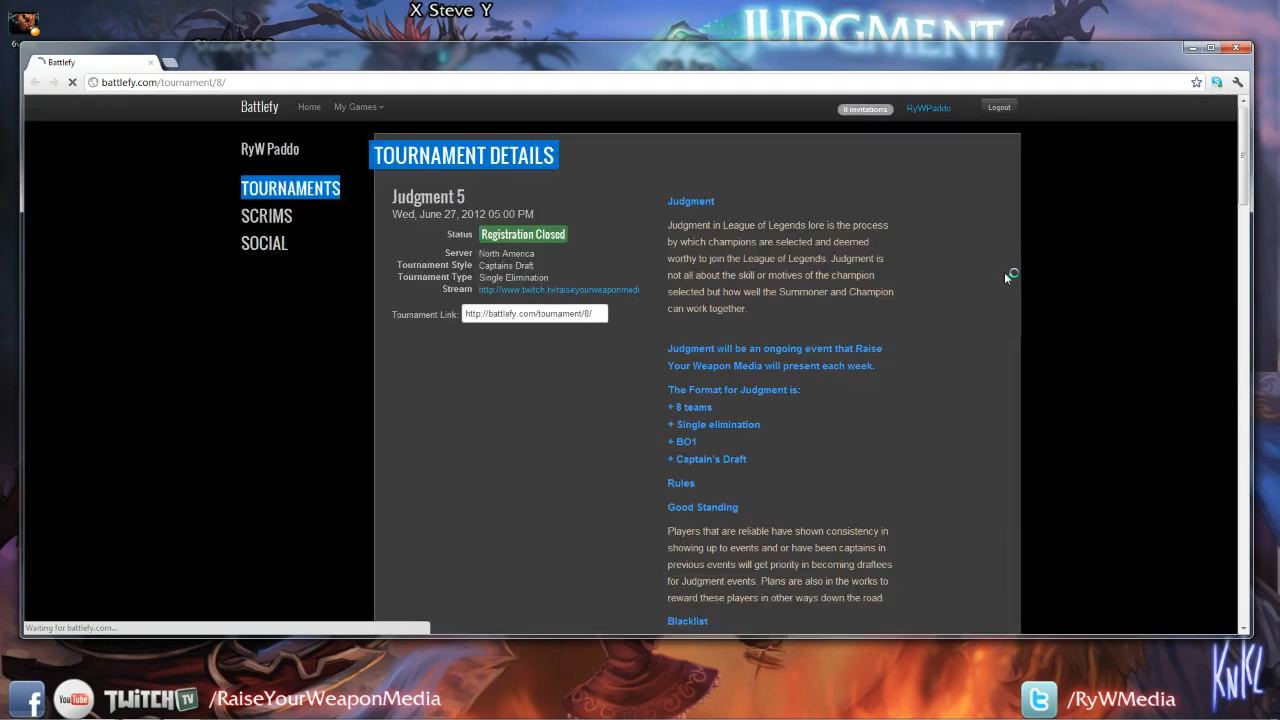 X Steve Y
JUDGMENT
Battlefy
battlefy.com/tournament/8/
Battlefy Home My Games 0 invitations RyWPaddo Logout
RyW Paddo
TOURNAMENTS
SCRIMS
SOCIAL
TOURNAMENT DETAILS
Judgment 5
Wed, June 27, 2012 05:00 PM
Status Registration Closed
Server North America
Tournament Style Captains Draft
Tournament Type Single Elimination
Stream http://www.twitch.tv/raiseyourweaponmedi
Tournament Link: http://battlefy.com/tournament/8/
Judgment
Judgment in League of Legends lore is the process
by which champions are selected and deemed
worthy to join the League of Legends. Judgment is
not all about the skill or motives of the champion
selected but how well the Summoner and Champion
can work together.
Judgment will be an ongoing event that Raise
Your Weapon Media will present each week.
The Format for Judgment is:
+ 8 teams
+ Single elimination
+ BO1
+ Captain's Draft
Rules
Good Standing
Players that are reliable have shown consistency in
showing up to events and or have been captains in
previous events will get priority in becoming draftees
for Judgment events. Plans are also in the works to
reward these players in other ways down the road.
Blacklist
Waiting for battlefy.com...
f You Tube TWITCH TV /RaiseYourWeaponMedia
/RyWMedia
KNKL